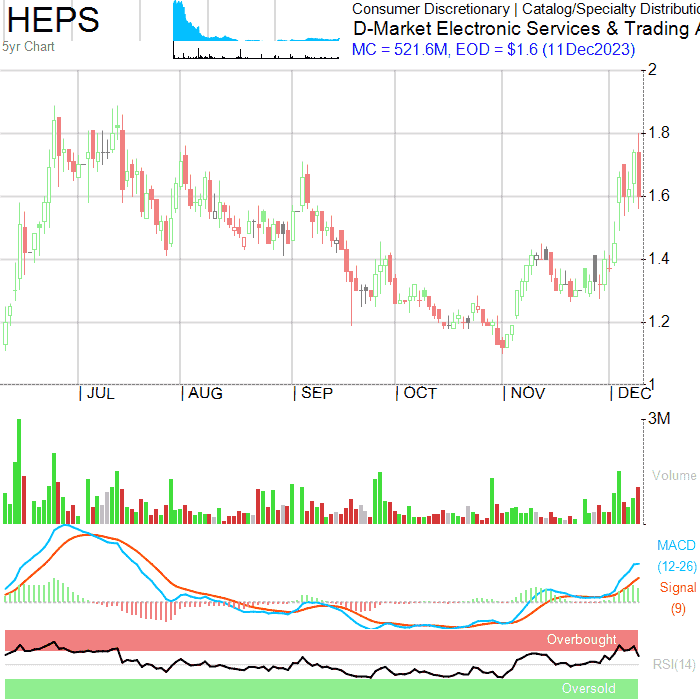 HEPS
5yr Chart
Consumer Discretionary | Catalog/Specialty Distributio
D-Market Electronic Services & Trading A
MC = 521.6M, EOD = $1.6 (11Dec2023)
2
1.8
1.6
1.4
1.2
1
| JUL | AUG | SEP | OCT | NOV | DEC
3M
Volume
MACD
(12-26)
Signal
(9)
Overbought
RSI(14)
Oversold